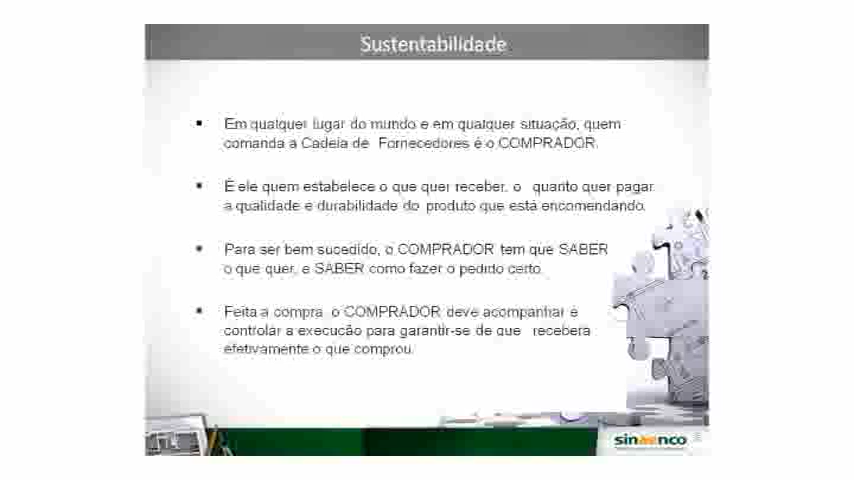 Sustentabilidade
Em qualquer lugar do mundo e em qualquer situação, quem
comanda a Cadeia de Fornecedores é o COMPRADOR.
É ele quem estabelece o que quer receber, o quanto quer pagar
a qualidade e durabilidade do produto que está encomendando.
Para ser bem sucedido, o COMPRADOR tem que SABER
o que quer, e SABER como fazer o pedido certo.
Feita a compra o COMPRADOR deve acompanhar e
controlar a execução para garantir-se de que receberá
efetivamente o que comprou.
sinaenco